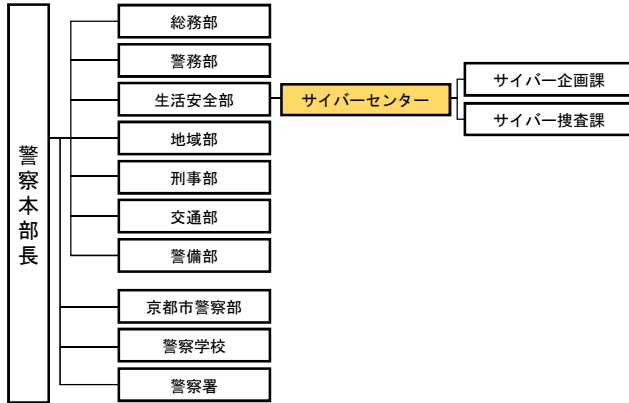 警察本部長
総務部
警務部
生活安全部
サイバーセンター
サイバー企画課
サイバー捜査課
地域部
刑事部
交通部
警備部
京都市警察部
警察学校
警察署